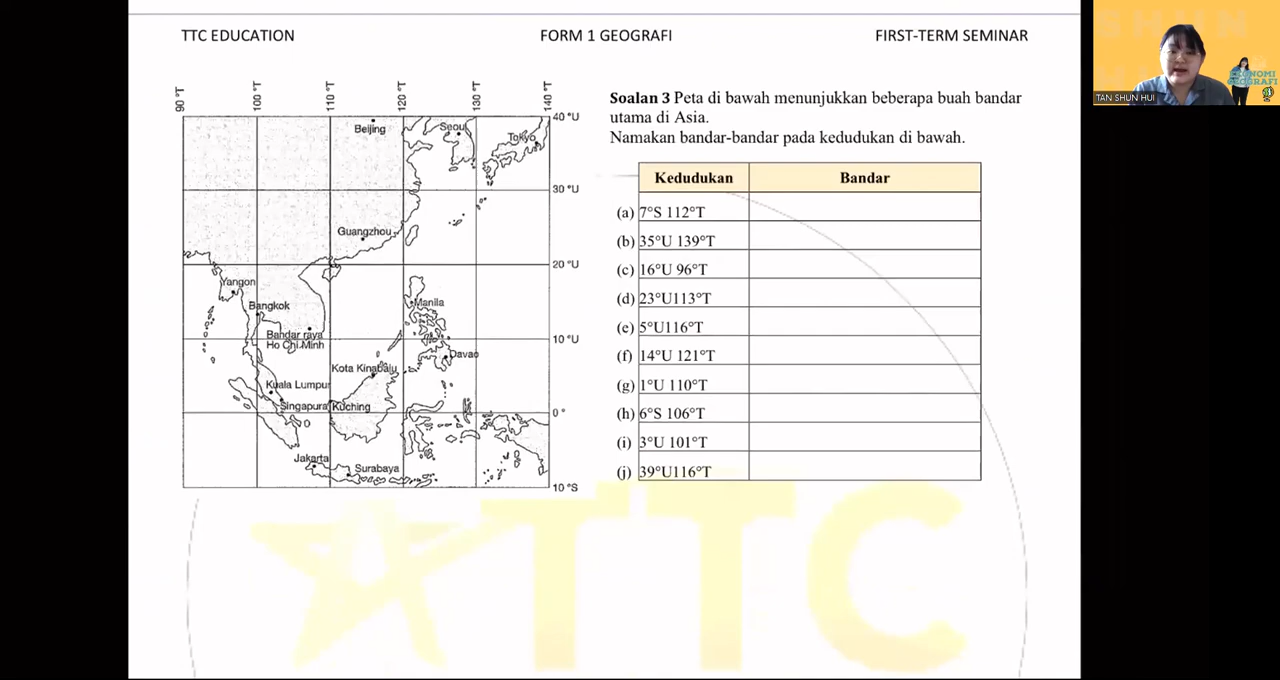 TTC EDUCATION
FORM 1 GEOGRAFI
FIRST-TERM SEMINAR
TAN SHUN HUI
EKONOMI
GEOGRAFI
90 °T
100 °T
110 °T
120 °T
130 °T
140 °T
40 °U
30 °U
20 °U
10 °U
0 °
10 °S
Beijing
Seoul
Tokyo
Guangzhou
Yangon
Bangkok
Manila
Bandar raya
Ho Chi Minh
Davao
Kota Kinabalu
Kuala Lumpur
Singapura
Kuching
Jakarta
Surabaya
Soalan 3 Peta di bawah menunjukkan beberapa buah bandar
utama di Asia.
Namakan bandar-bandar pada kedudukan di bawah.
Kedudukan Bandar
(a) 7°S 112°T
(b) 35°U 139°T
(c) 16°U 96°T
(d) 23°U113°T
(e) 5°U116°T
(f) 14°U 121°T
(g) 1°U 110°T
(h) 6°S 106°T
(i) 3°U 101°T
(j) 39°U116°T
TTC